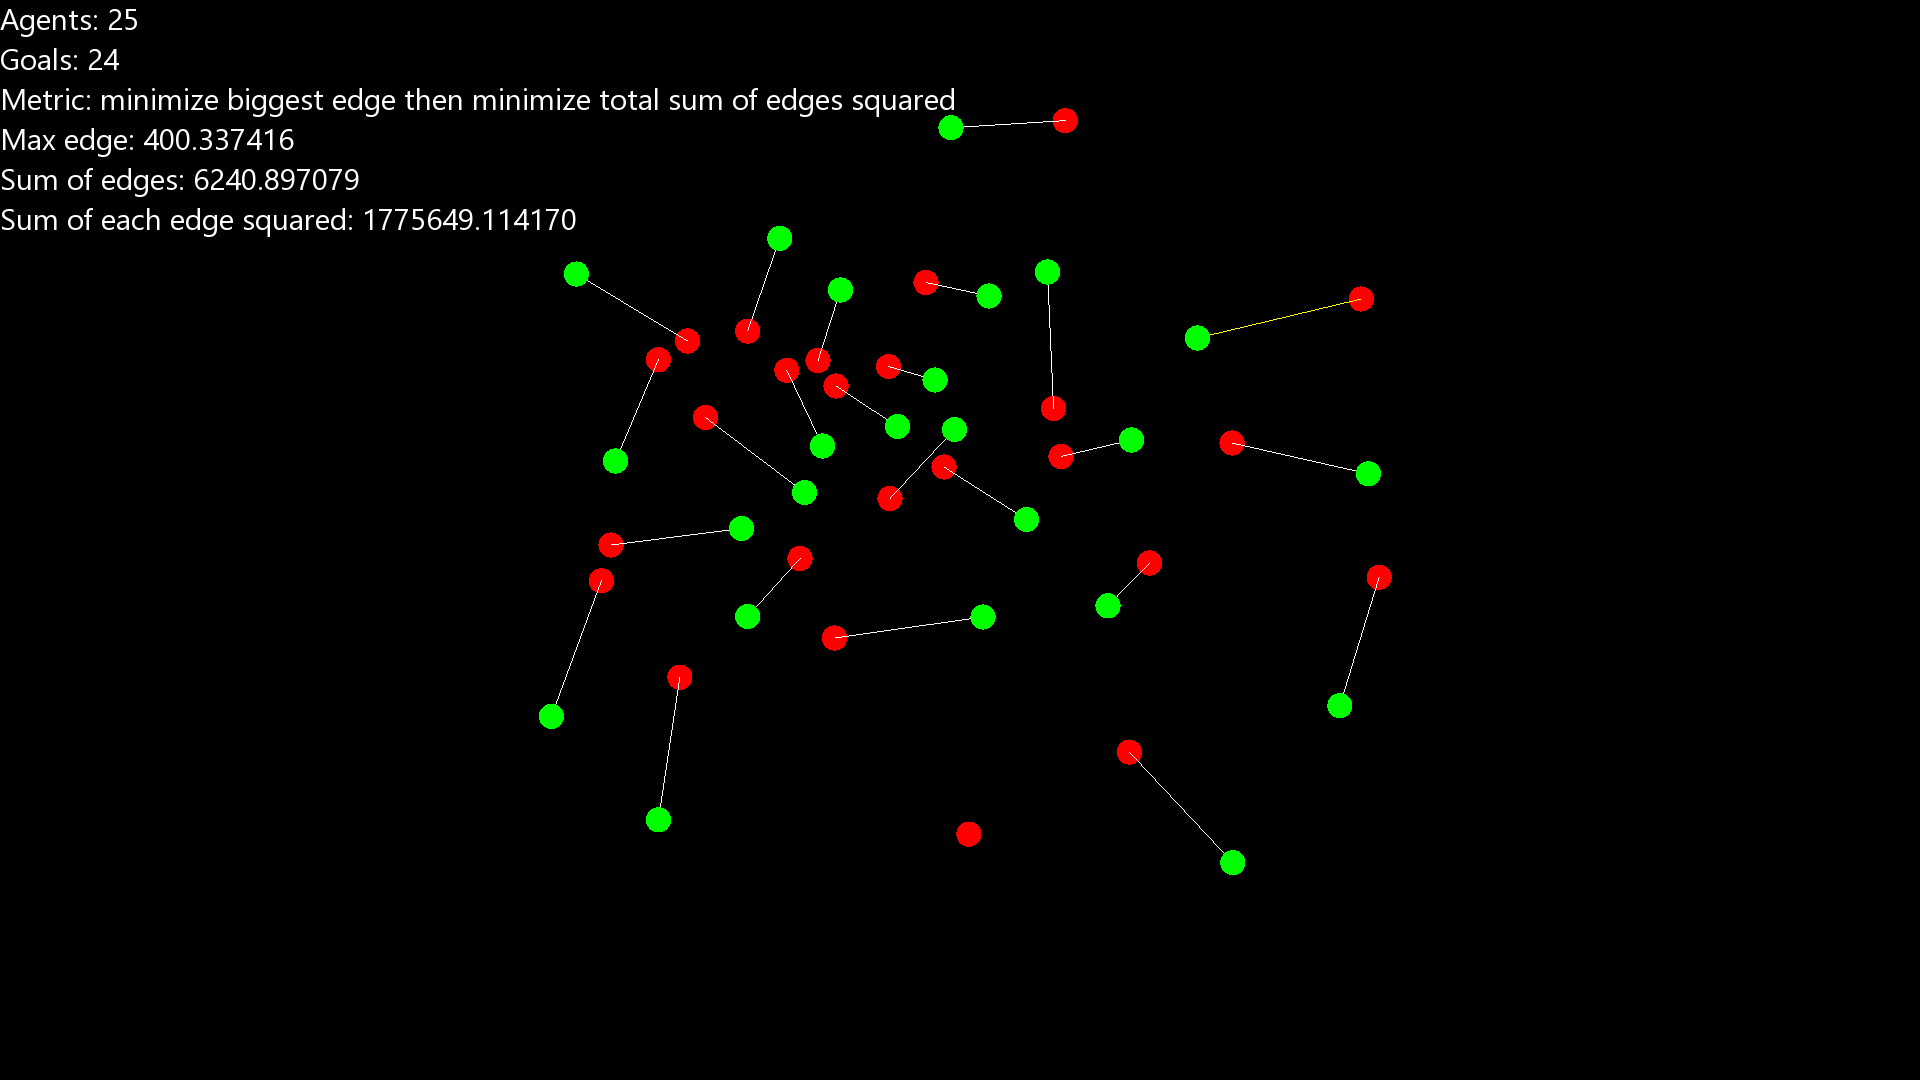 Agents: 25
Goals: 24
Metric: minimize biggest edge then minimize total sum of edges squared
Max edge: 400.337416
Sum of edges: 6240.897079
Sum of each edge squared: 1775649.114170